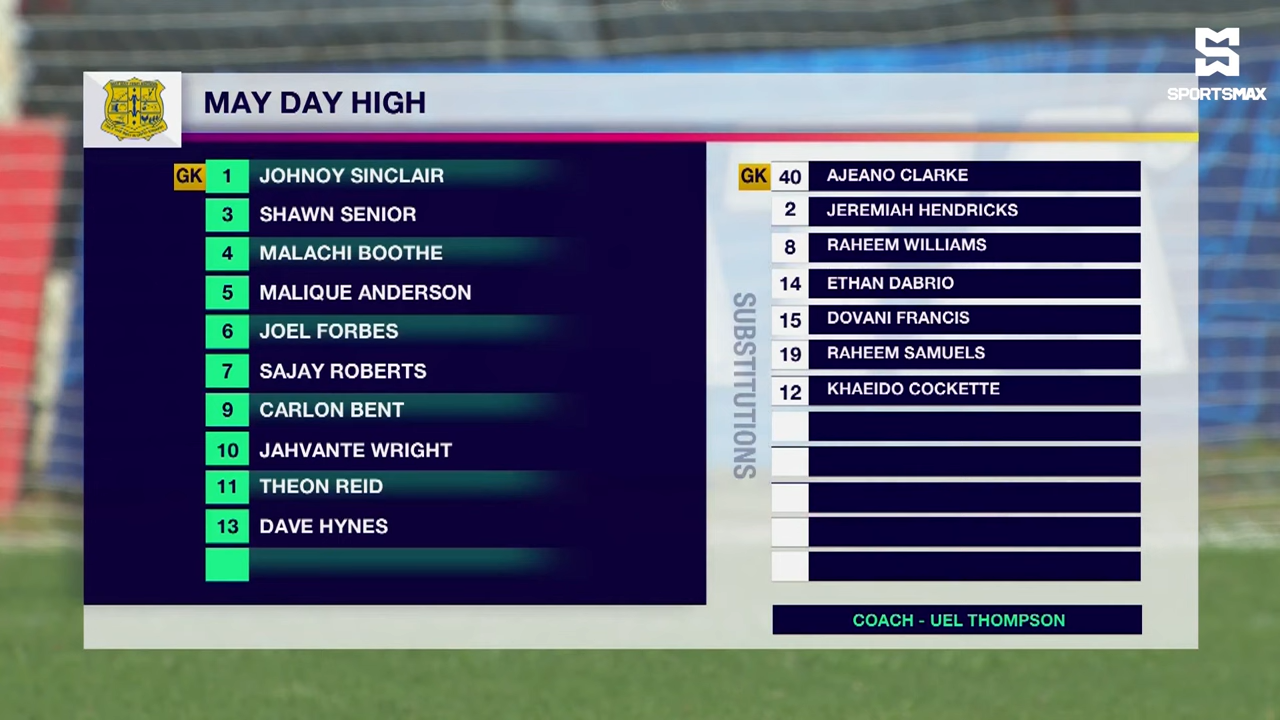 SPORTSMAX
MAY DAY HIGH
GK 1 JOHNOY SINCLAIR
3 SHAWN SENIOR
4 MALACHI BOOTHE
5 MALIQUE ANDERSON
6 JOEL FORBES
7 SAJAY ROBERTS
9 CARLON BENT
10 JAHVANTE WRIGHT
11 THEON REID
13 DAVE HYNES
SUBSTITUTIONS
GK 40 AJEANO CLARKE
2 JEREMIAH HENDRICKS
8 RAHEEM WILLIAMS
14 ETHAN DABRIO
15 DOVANI FRANCIS
19 RAHEEM SAMUELS
12 KHAEIDO COCKETTE
COACH - UEL THOMPSON